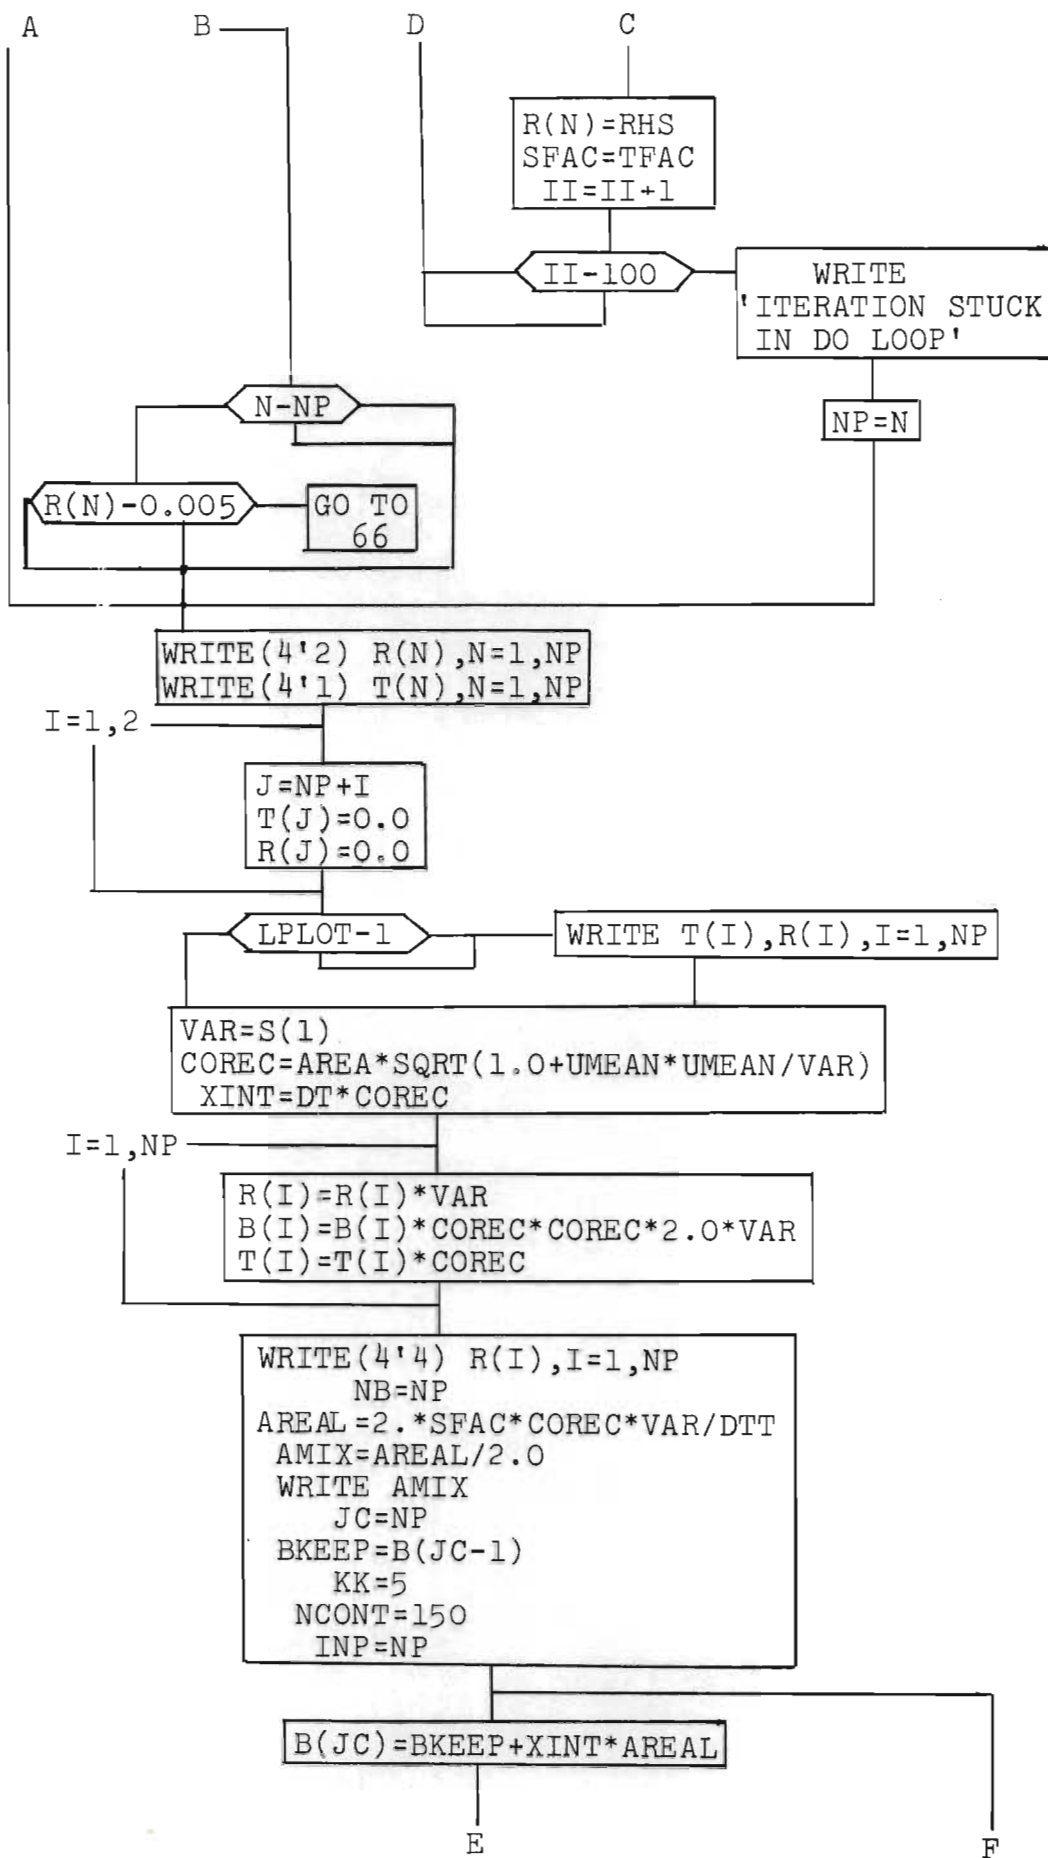 A B D C
R(N)=RHS
SFAC=TFAC
II=II+1
II-100
WRITE
'ITERATION STUCK
IN DO LOOP'
N-NP
NP=N
R(N)-0.005
GO TO
66
WRITE(4'2) R(N),N=1,NP
WRITE(4'1) T(N),N=1,NP
I=1,2
J=NP+I
T(J)=0.0
R(J)=0.0
LPLOT-1
WRITE T(I),R(I),I=1,NP
VAR=S(1)
COREC=AREA*SQRT(1.0+UMEAN*UMEAN/VAR)
XINT=DT*COREC
I=1,NP
R(I)=R(I)*VAR
B(I)=B(I)*COREC*COREC*2.0*VAR
T(I)=T(I)*COREC
WRITE(4'4) R(I),I=1,NP
NB=NP
AREAL=2.*SFAC*COREC*VAR/DTT
AMIX=AREAL/2.0
WRITE AMIX
JC=NP
BKEEP=B(JC-1)
KK=5
NCONT=150
INP=NP
B(JC)=BKEEP+XINT*AREAL
E F